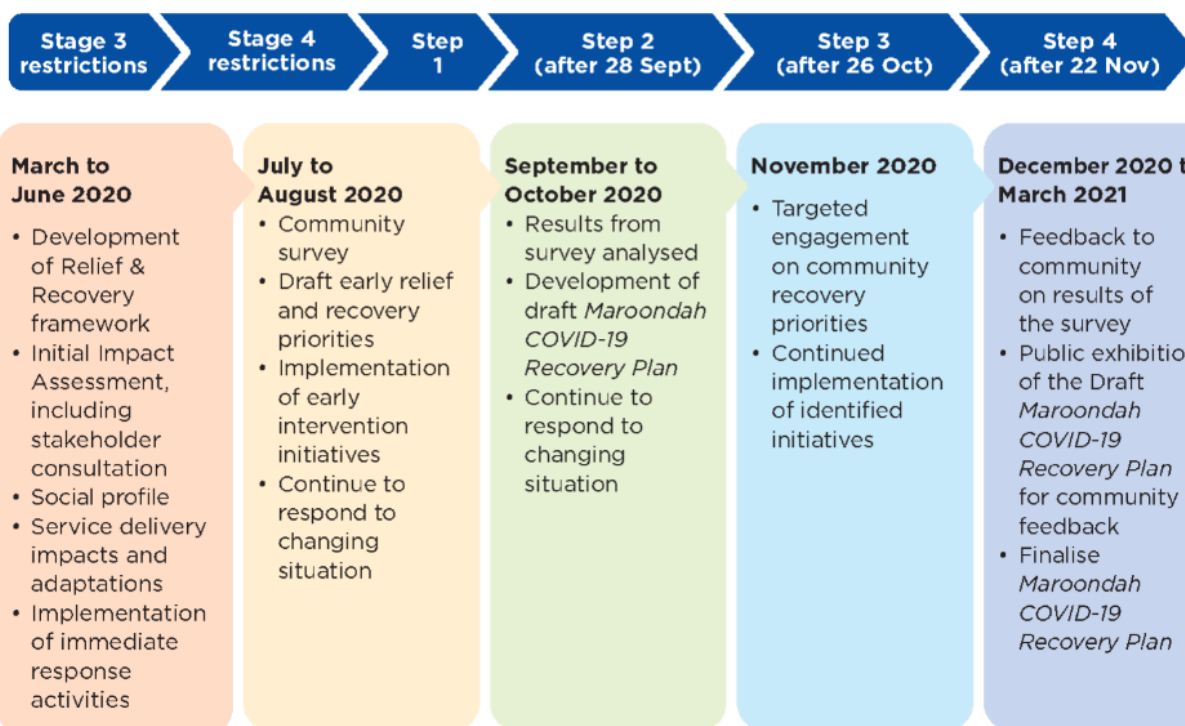 Stage 3
restrictions
Stage 4
restrictions
Step
1
Step 2
(after 28 Sept)
Step 3
(after 26 Oct)
Step 4
(after 22 Nov)
March to
June 2020
• Development
of Relief &
Recovery
framework
• Initial Impact
Assessment,
including
stakeholder
consultation
• Social profile
• Service delivery
impacts and
adaptations
• Implementation
of immediate
response
activities
July to
August 2020
• Community
survey
• Draft early relief
and recovery
priorities
• Implementation
of early
intervention
initiatives
• Continue to
respond to
changing
situation
September to
October 2020
• Results from
survey analysed
• Development of
draft Maroondah
COVID-19
Recovery Plan
• Continue to
respond to
changing
situation
November 2020
• Targeted
engagement
on community
recovery
priorities
• Continued
implementation
of identified
initiatives
December 2020 t
March 2021
• Feedback to
community
on results of
the survey
• Public exhibitio
of the Draft
Maroondah
COVID-19
Recovery Plan
for community
feedback
• Finalise
Maroondah
COVID-19
Recovery Plan